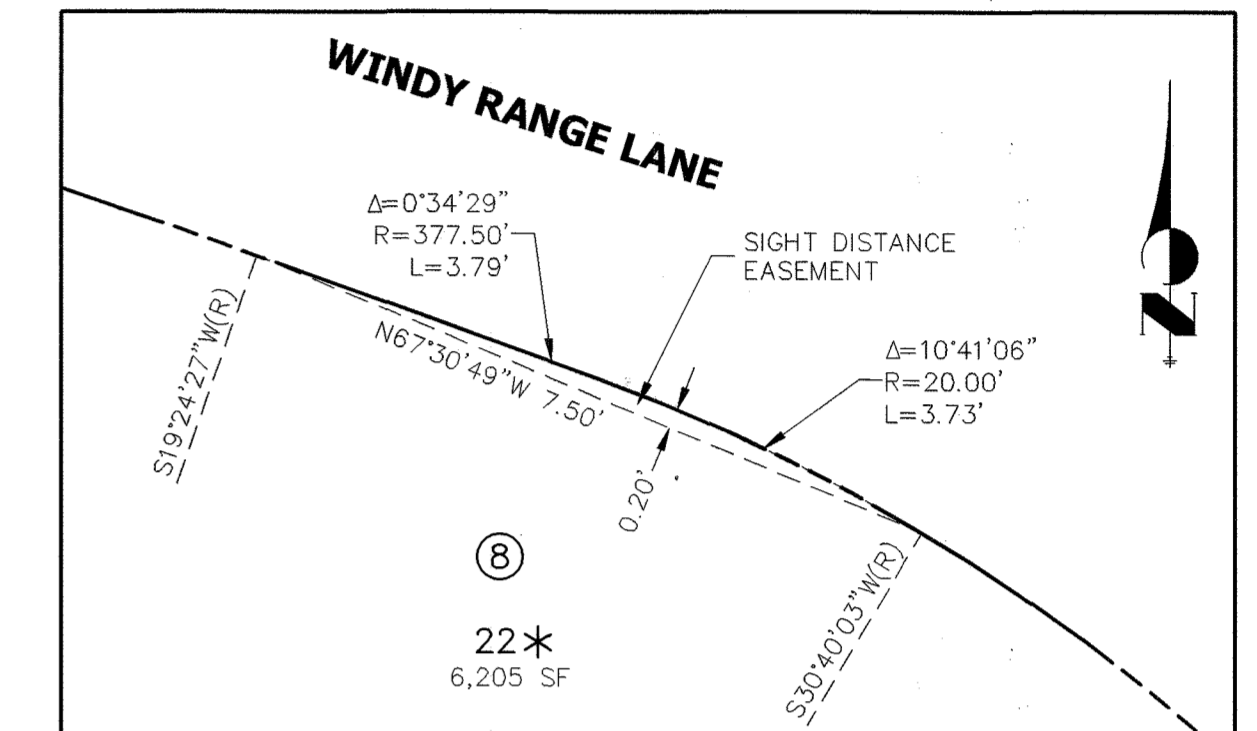 WINDY RANGE LANE
Δ=0°34'29"
R=377.50'
L=3.79'
SIGHT DISTANCE
EASEMENT
N
S19°24'27"W(R)
N67°30'49"W 7.50'
Δ=10°41'06"
R=20.00'
L=3.73'
0.20'
8
S30°40'03"W(R)
22*
6,205 SF